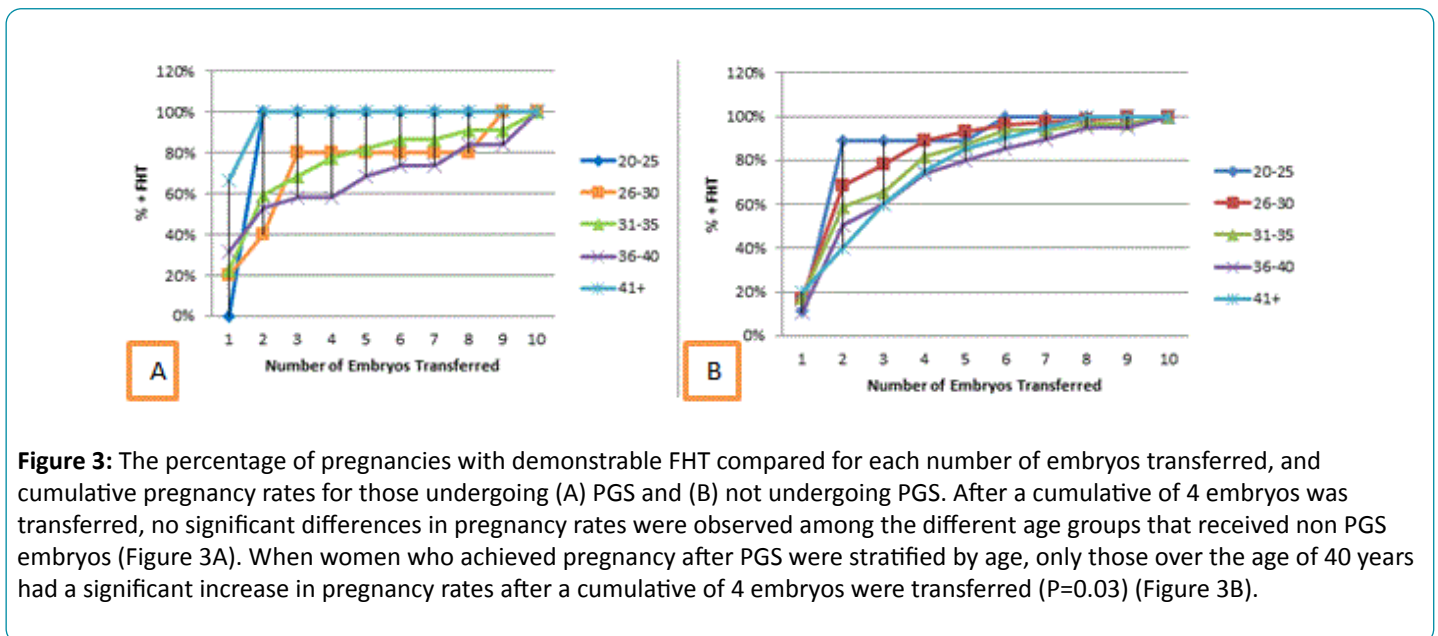 120%
100%
80%
60%
40%
20%
0%
% + FHT
1 2 3 4 5 6 7 8 9 10
Number of Embryos Transferred
20-25
26-30
31-35
36-40
41+
A
120%
100%
80%
60%
40%
20%
0%
% + FHT
1 2 3 4 5 6 7 8 9 10
Number of Embryos Transferred
20-25
26-30
31-35
36-40
41+
B
Figure 3: The percentage of pregnancies with demonstrable FHT compared for each number of embryos transferred, and
cumulative pregnancy rates for those undergoing (A) PGS and (B) not undergoing PGS. After a cumulative of 4 embryos was
transferred, no significant differences in pregnancy rates were observed among the different age groups that received non PGS
embryos (Figure 3A). When women who achieved pregnancy after PGS were stratified by age, only those over the age of 40 years
had a significant increase in pregnancy rates after a cumulative of 4 embryos were transferred (P=0.03) (Figure 3B).